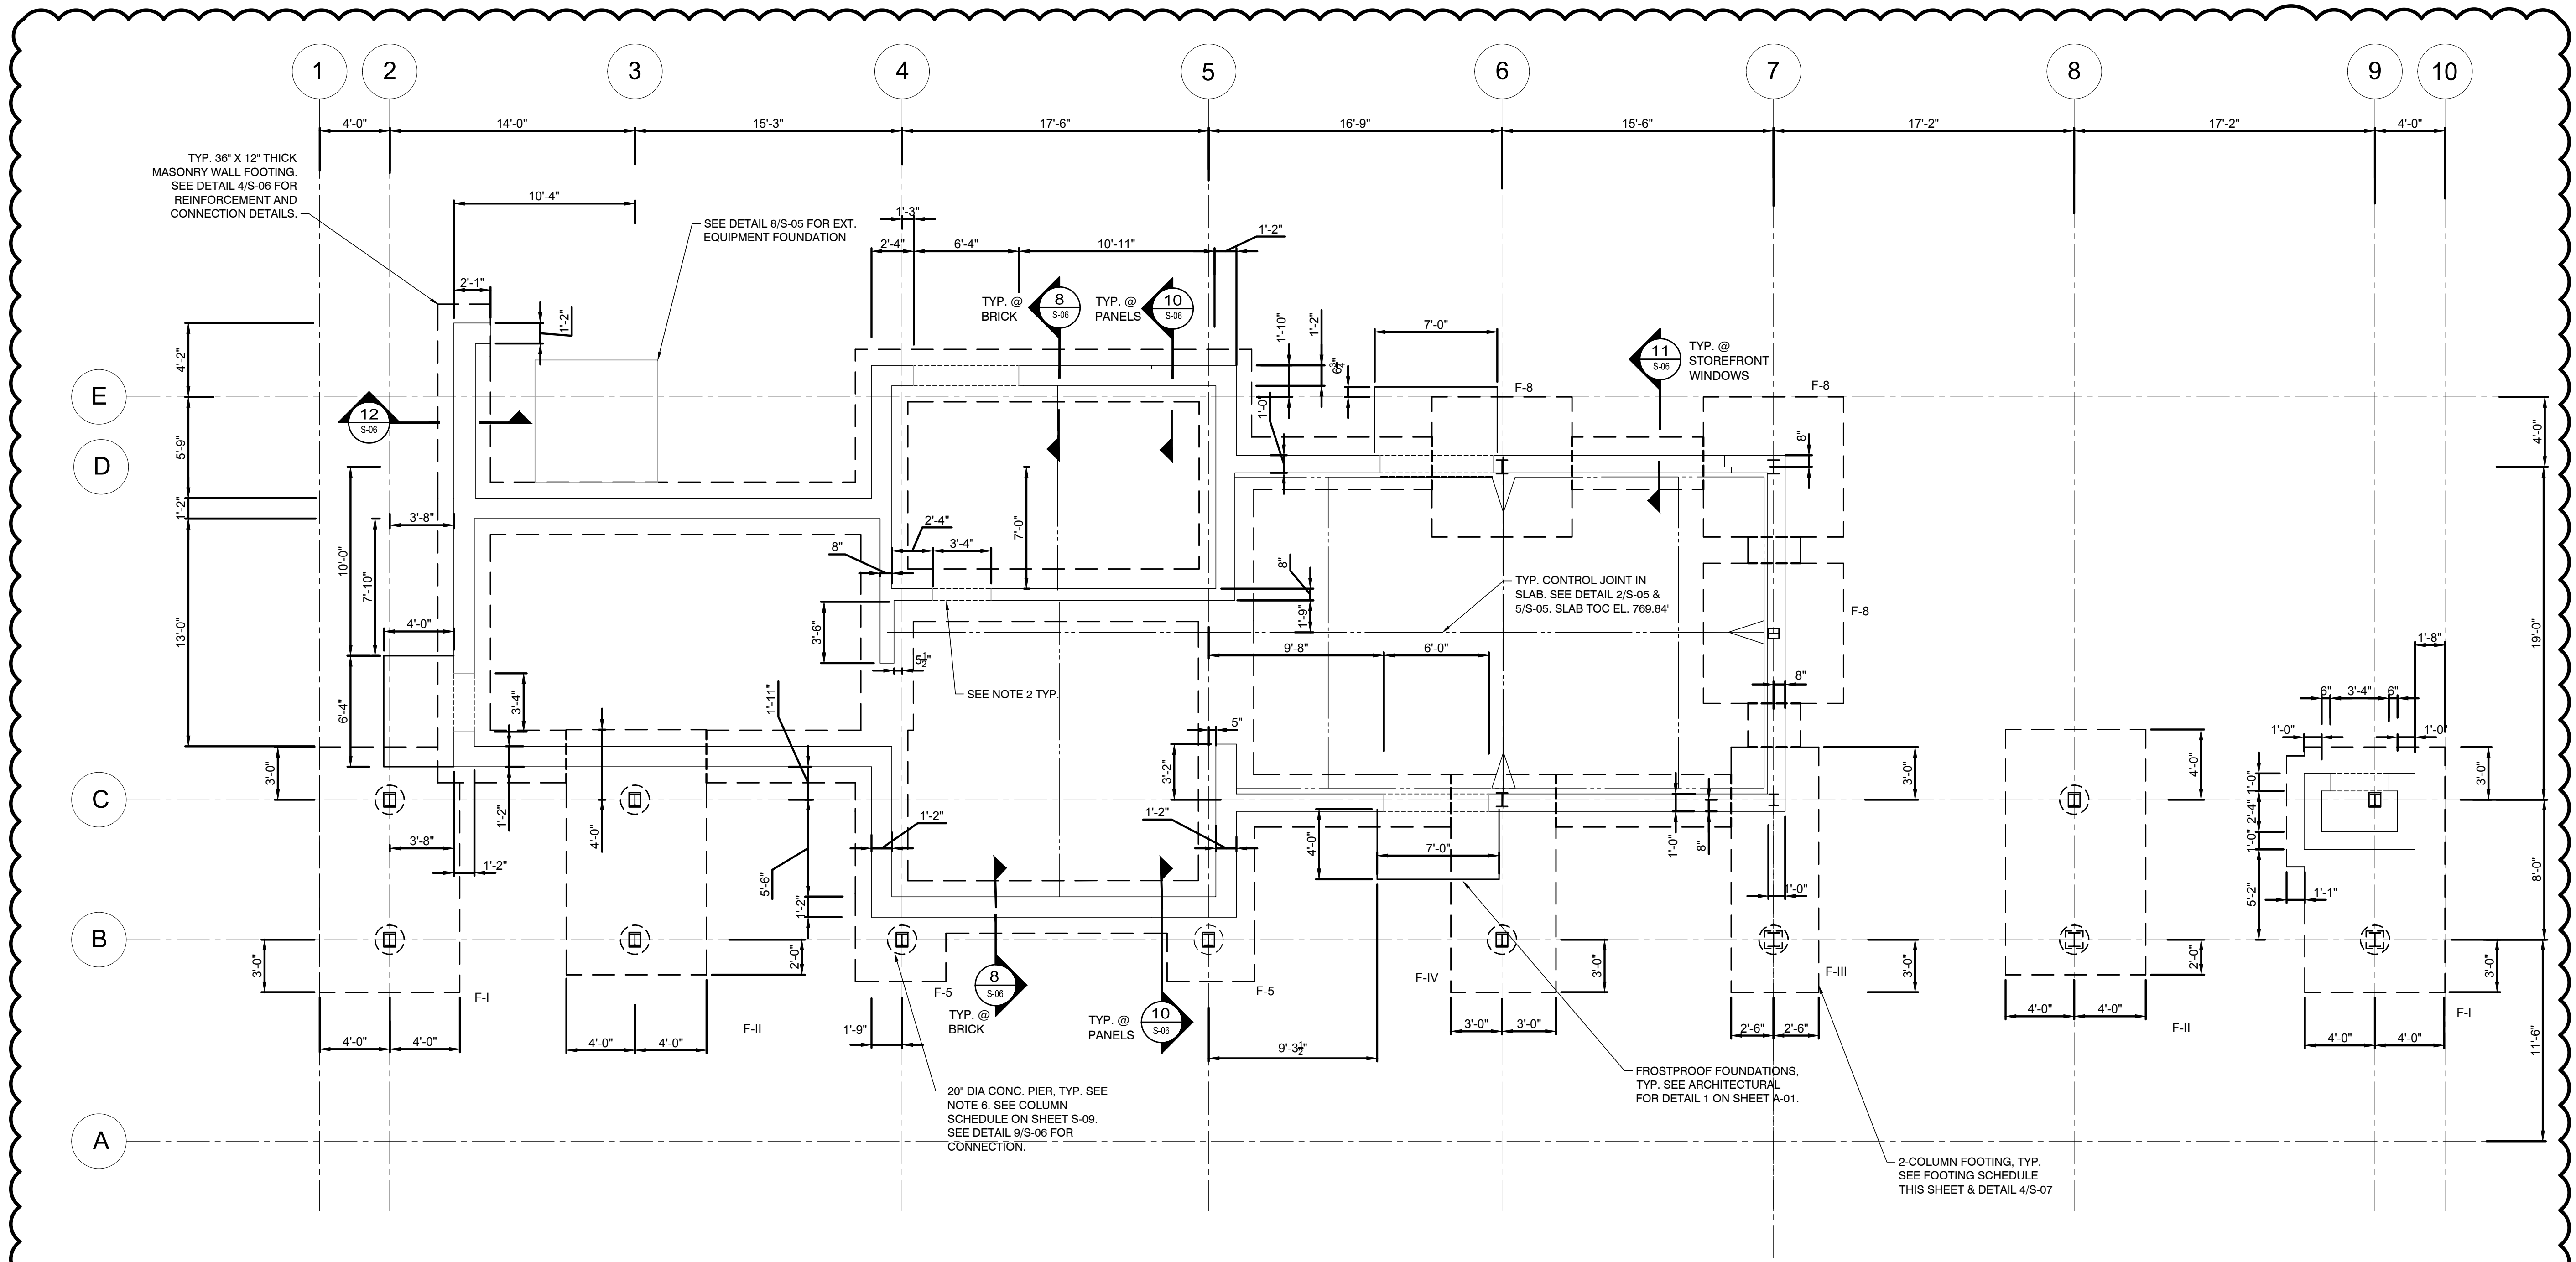 1 2 3 4 5 6 7 8 9 10
4'-0" 14'-0" 15'-3" 17'-6" 16'-9" 15'-6" 17'-2" 17'-2" 4'-0"
TYP. 36" X 12" THICK
MASONRY WALL FOOTING.
SEE DETAIL 4/S-06 FOR
REINFORCEMENT AND
CONNECTION DETAILS.
10'-4"
SEE DETAIL 8/S-05 FOR EXT.
EQUIPMENT FOUNDATION
1'-3"
2'-4" 6'-4" 10'-11" 1'-2"
2'-1"
1'-2"
TYP. @
BRICK
8
S-06
TYP. @
PANELS
10
S-06
1'-10"
1'-2"
7'-0"
11
S-06
TYP. @
STOREFRONT
WINDOWS
4'-2"
E
1'-0"
F-8
F-8
12
S-06
5'-9"
8"
4'-0"
D
1'-2"
3'-8"
10'-0"
7'-10"
7'-0"
2'-4"
3'-4"
8"
8"
1'-9"
TYP. CONTROL JOINT IN
SLAB. SEE DETAIL 2/S-05 &
5/S-05. SLAB TOC EL. 769.84'
F-8
13'-0"
4'-0"
3'-6"
5½"
SEE NOTE 2 TYP.
9'-8" 6'-0"
8"
19'-0"
1'-8"
6" 3'-4" 6"
6'-4"
3'-4"
1'-11"
5"
1'-0" 1'-0"
3'-0"
4'-0"
3'-2"
3'-0"
4'-0"
3'-0"
C
1'-2"
3'-8"
1'-2"
1'-2"
1'-2"
4'-0"
7'-0"
1'-0"
8"
1'-0"
2'-4"
1'-0"
5'-6"
1'-2"
1'-0"
5'-2"
1'-1"
8'-0"
B
3'-0"
F-I
2'-0"
F-II
F-5
8
S-06
TYP. @
BRICK
10
S-06
TYP. @
PANELS
F-5
F-IV
3'-0"
3'-0"
F-III
2'-0"
3'-0"
F-I
F-II
4'-0" 4'-0"
4'-0" 4'-0"
1'-9"
9'-3½"
3'-0" 3'-0"
2'-6" 2'-6"
4'-0" 4'-0"
4'-0" 4'-0"
11'-6"
20" DIA CONC. PIER, TYP. SEE
NOTE 6. SEE COLUMN
SCHEDULE ON SHEET S-09.
SEE DETAIL 9/S-06 FOR
CONNECTION.
FROSTPROOF FOUNDATIONS,
TYP. SEE ARCHITECTURAL
FOR DETAIL 1 ON SHEET A-01.
A
2-COLUMN FOOTING, TYP.
SEE FOOTING SCHEDULE
THIS SHEET & DETAIL 4/S-07